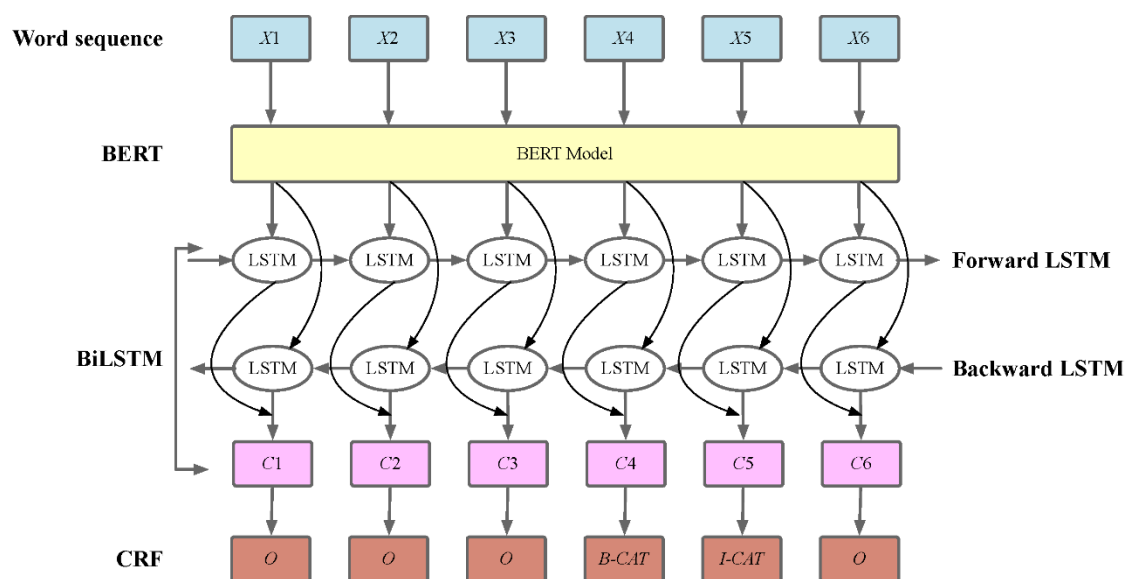 Word sequence X1 X2 X3 X4 X5 X6
BERT BERT Model
LSTM LSTM LSTM LSTM LSTM LSTM Forward LSTM
BiLSTM
LSTM LSTM LSTM LSTM LSTM LSTM Backward LSTM
C1 C2 C3 C4 C5 C6
CRF O O O B-CAT I-CAT O